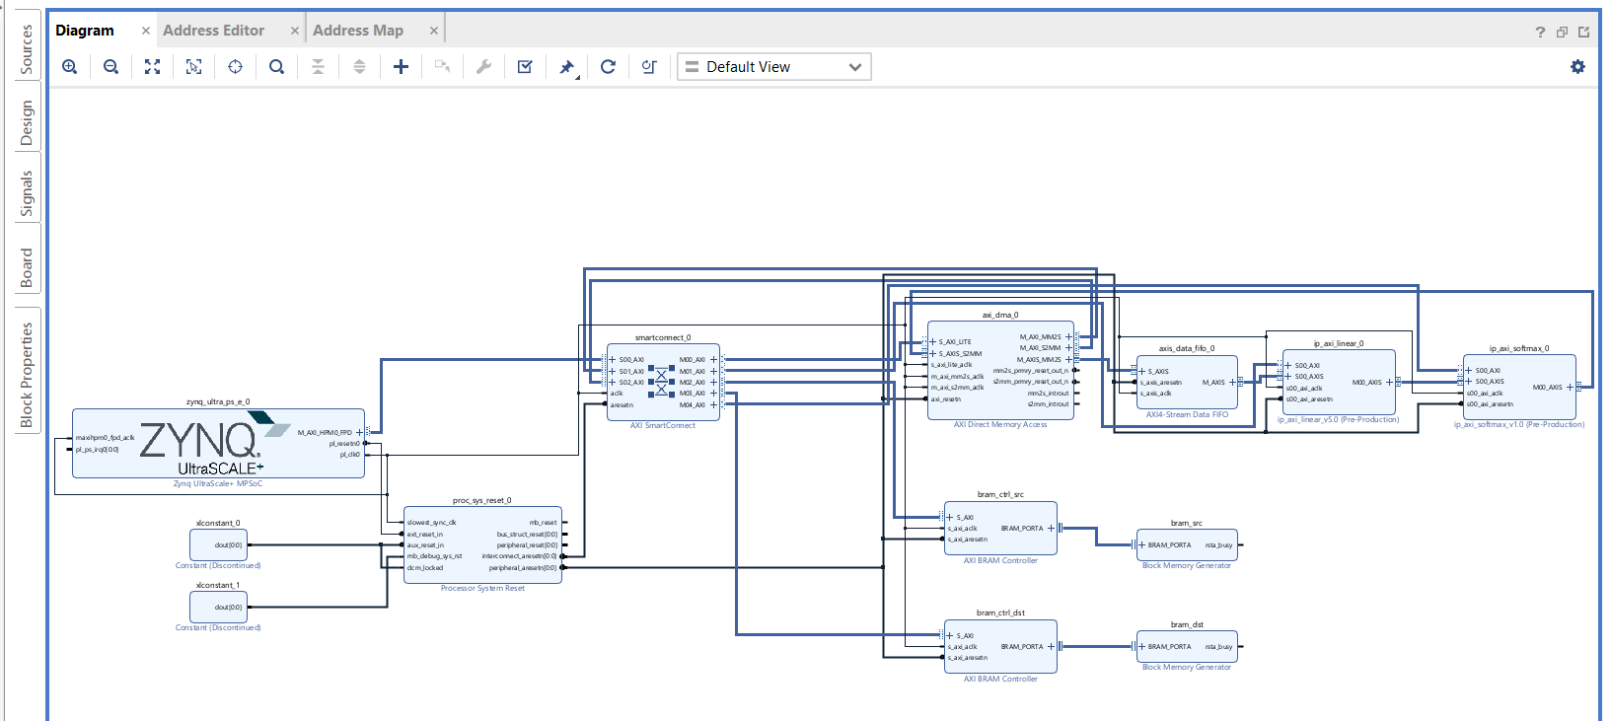 Diagram × Address Editor × Address Map ×
Default View
Sources
Design
Signals
Board
Block Properties
zynq_ultra_ps_e_0
maxihpm0_fpd_aclk
pl_ps_irq0[0:0]
ZYNQ
UltraSCALE+
M_AXI_HPM0_FPD
pl_resetn0
pl_clk0
Zynq UltraScale+ MPSoC
xlconstant_0
dout[0:0]
Constant (Discontinued)
xlconstant_1
dout[0:0]
Constant (Discontinued)
proc_sys_reset_0
slowest_sync_clk
ext_reset_in
aux_reset_in
mb_debug_sys_rst
dcm_locked
mb_reset
bus_struct_reset[0:0]
peripheral_reset[0:0]
interconnect_aresetn[0:0]
peripheral_aresetn[0:0]
Processor System Reset
smartconnect_0
S00_AXI
S01_AXI
S02_AXI
aclk
aresetn
M00_AXI
M01_AXI
M02_AXI
M03_AXI
M04_AXI
AXI SmartConnect
axi_dma_0
S_AXI_LITE
S_AXIS_S2MM
s_axi_lite_aclk
m_axi_mm2s_aclk
m_axi_s2mm_aclk
axi_resetn
M_AXI_MM2S
M_AXI_S2MM
M_AXIS_MM2S
mm2s_prmry_reset_out_n
s2mm_prmry_reset_out_n
mm2s_introut
s2mm_introut
AXI Direct Memory Access
axis_data_fifo_0
S_AXIS
s_axis_aresetn
s_axis_aclk
M_AXIS
AXI4-Stream Data FIFO
ip_axi_linear_0
S00_AXI
S00_AXIS
s00_axi_aclk
s00_axi_aresetn
M00_AXIS
ip_axi_linear_v5.0 (Pre-Production)
ip_axi_softmax_0
S00_AXI
S00_AXIS
s00_axi_aclk
s00_axi_aresetn
M00_AXIS
ip_axi_softmax_v1.0 (Pre-Production)
bram_ctrl_src
S_AXI
s_axi_aclk
s_axi_aresetn
BRAM_PORTA
AXI BRAM Controller
bram_src
BRAM_PORTA
rsta_busy
Block Memory Generator
bram_ctrl_dst
S_AXI
s_axi_aclk
s_axi_aresetn
BRAM_PORTA
AXI BRAM Controller
bram_dst
BRAM_PORTA
rsta_busy
Block Memory Generator